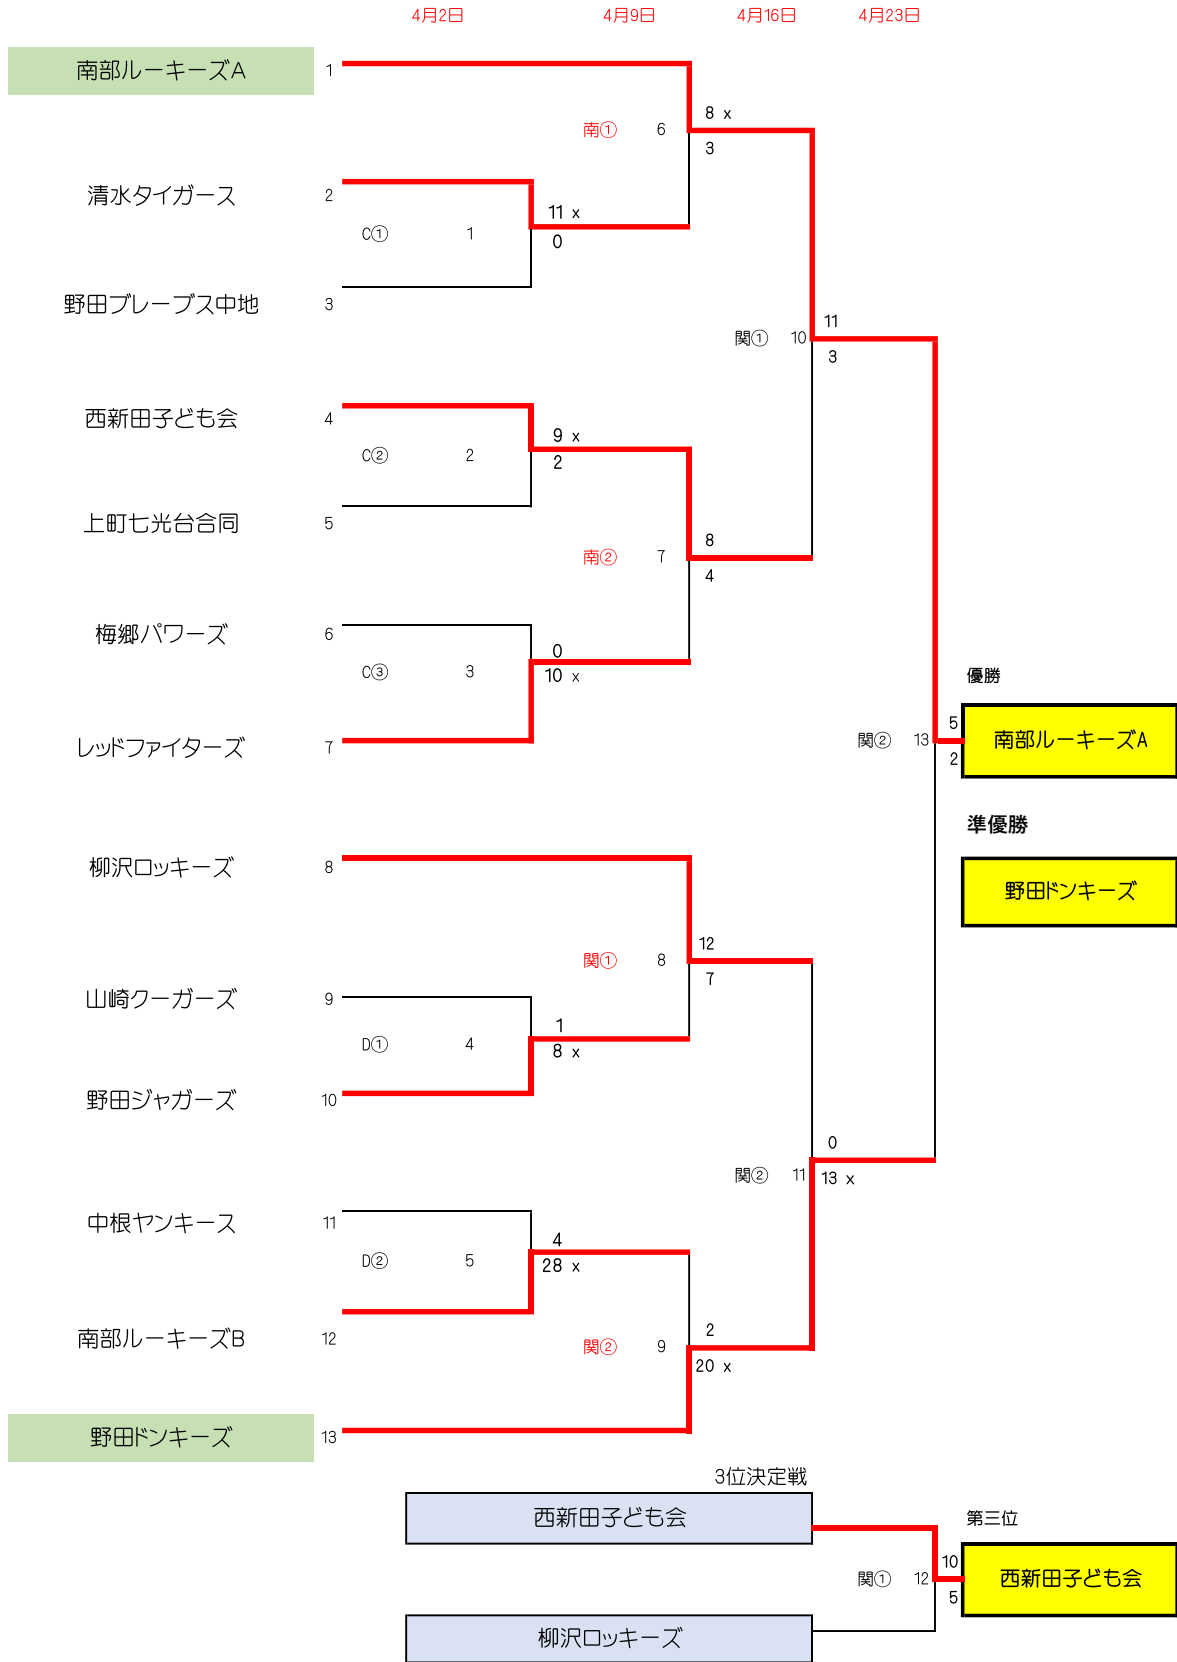 4月2日 4月9日 4月16日 4月23日
南部ルーキーズA 1
8 x
南① 6
3
清水タイガース 2
11 x
C① 1
0
野田ブレーブス中地 3
11
関① 10
3
西新田子ども会 4
9 x
C② 2
2
上町七光台合同 5
8
南② 7
4
梅郷パワーズ 6
0
C③ 3
10 x
レッドファイターズ 7
優勝
5
関② 13
南部ルーキーズA
2
準優勝
野田ドンキーズ
柳沢ロッキーズ 8
12
関① 8
7
山崎クーガーズ 9
1
D① 4
8 x
野田ジャガーズ 10
0
関② 11
13 x
中根ヤンキース 11
4
D② 5
28 x
南部ルーキーズB 12
2
関② 9
20 x
野田ドンキーズ 13
3位決定戦
西新田子ども会
第三位
10
関① 12
西新田子ども会
5
柳沢ロッキーズ